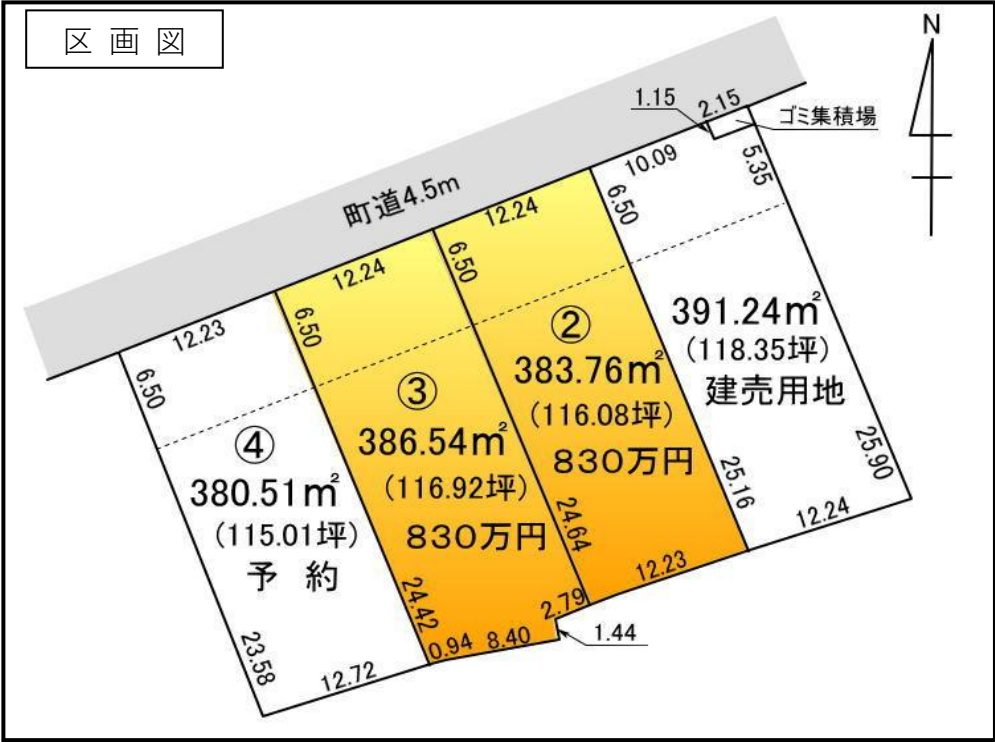 区画図
N
町道4.5m
1.15
2.15
ゴミ集積場
10.09
5.35
12.24
6.50
12.24
6.50
12.23
6.50
6.50
391.24㎡
(118.35坪)
建売用地
25.90
25.16
12.24
②
383.76㎡
(116.08坪)
830万円
24.64
12.23
③
386.54㎡
(116.92坪)
830万円
24.42
0.94
8.40
2.79
1.44
④
380.51㎡
(115.01坪)
予約
23.58
12.72